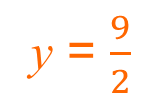 y = 9/2